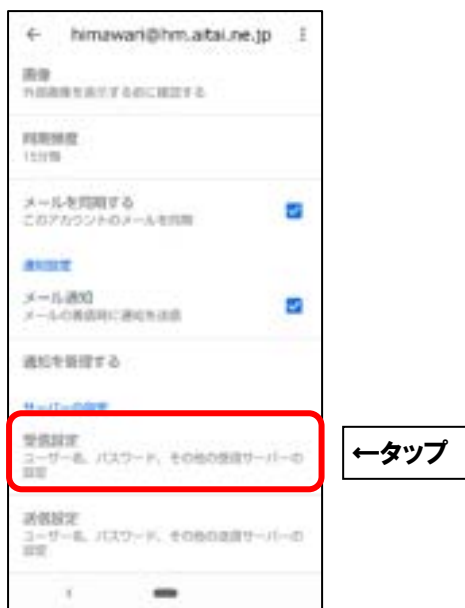 ← himawari@hm.aitai.ne.jp
画像
外部画像を表示する前に確認する
同期頻度
15分毎
メールを同期する
このアカウントのメールを同期
通知設定
メール通知
メールの着信時に通知を送信
通知を管理する
サーバーの設定
受信設定
ユーザー名、パスワード、その他の受信サーバーの
設定
←タップ
送信設定
ユーザー名、パスワード、その他の送信サーバーの
設定